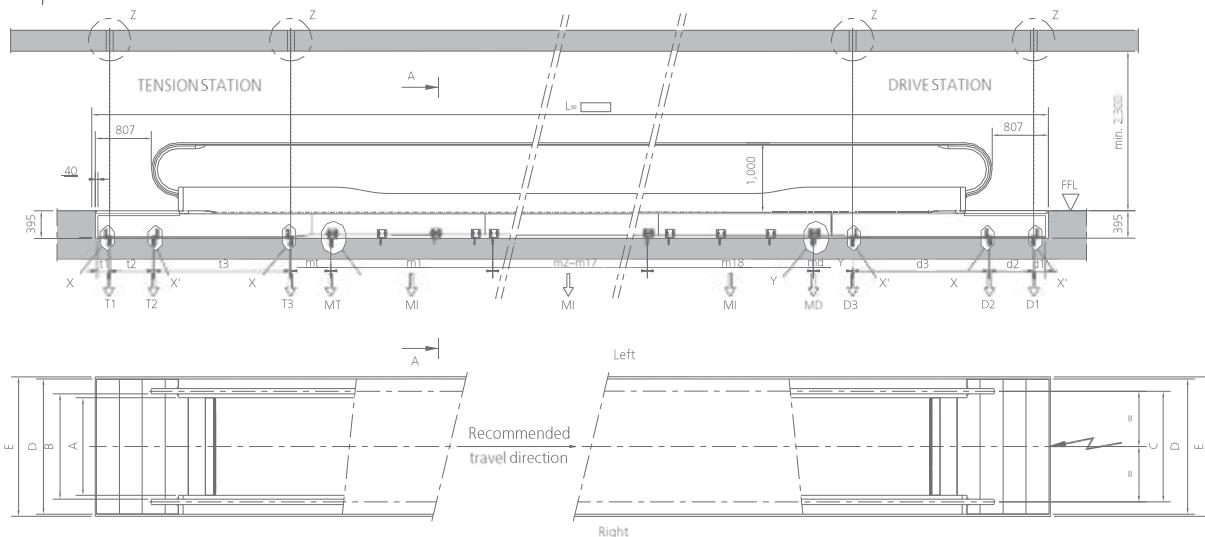 Z Z Z Z
TENSION STATION
A
DRIVE STATION
L=
807
807
min. 2,300
40
1,000
FFL
395
395
t1 t2 t3 mt m1 m2–m17 m18 md Y d3 d2 d1
X X' X Y X' X X'
T1 T2 T3 MT MI MI MI MD D3 D2 D1
A
Left
E D B A
Recommended
travel direction
= =
C D E
Right